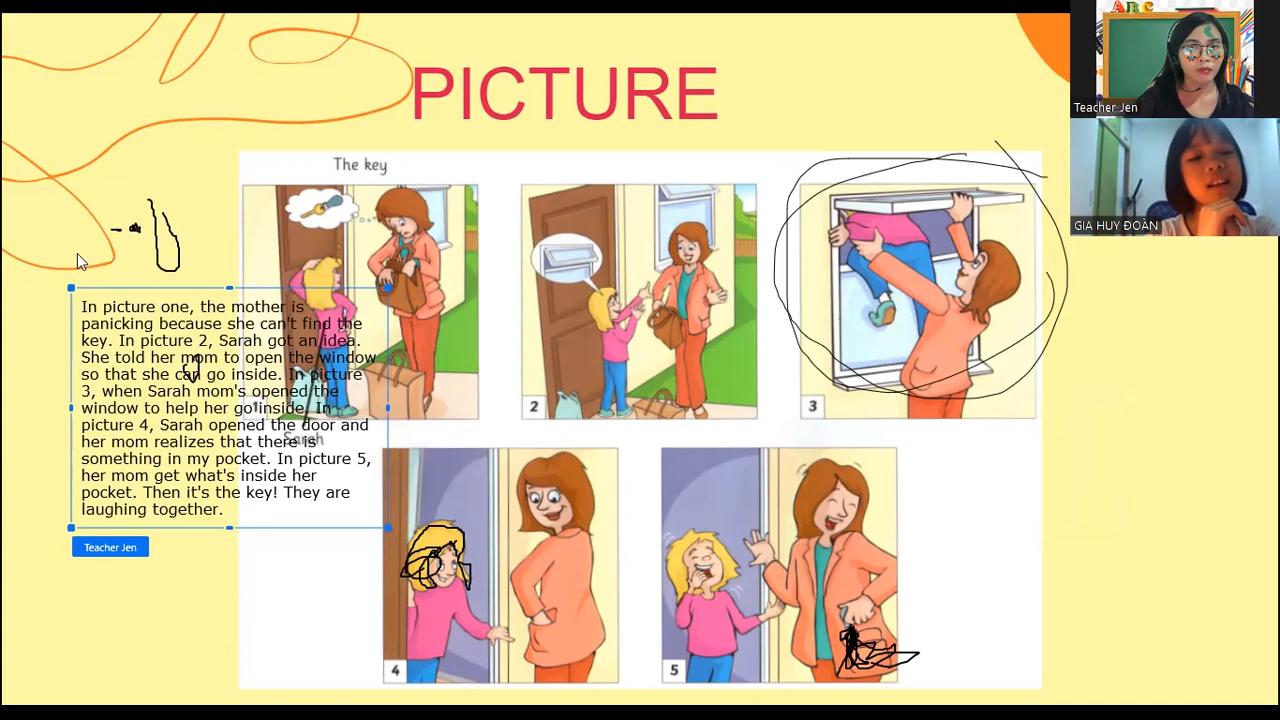 PICTURE
ABC
Teacher Jen
GIA HUY ĐOÀN
The key
2
3
In picture one, the mother is
panicking because she can't find the
key. In picture 2, Sarah got an idea.
She told her mom to open the window
so that she can go inside. In picture
3, when Sarah mom's opened the
window to help her go inside. In
picture 4, Sarah opened the door and
her mom realizes that there is
something in my pocket. In picture 5,
her mom get what's inside her
pocket. Then it's the key! They are
laughing together.
Sarah
Teacher Jen
4
5